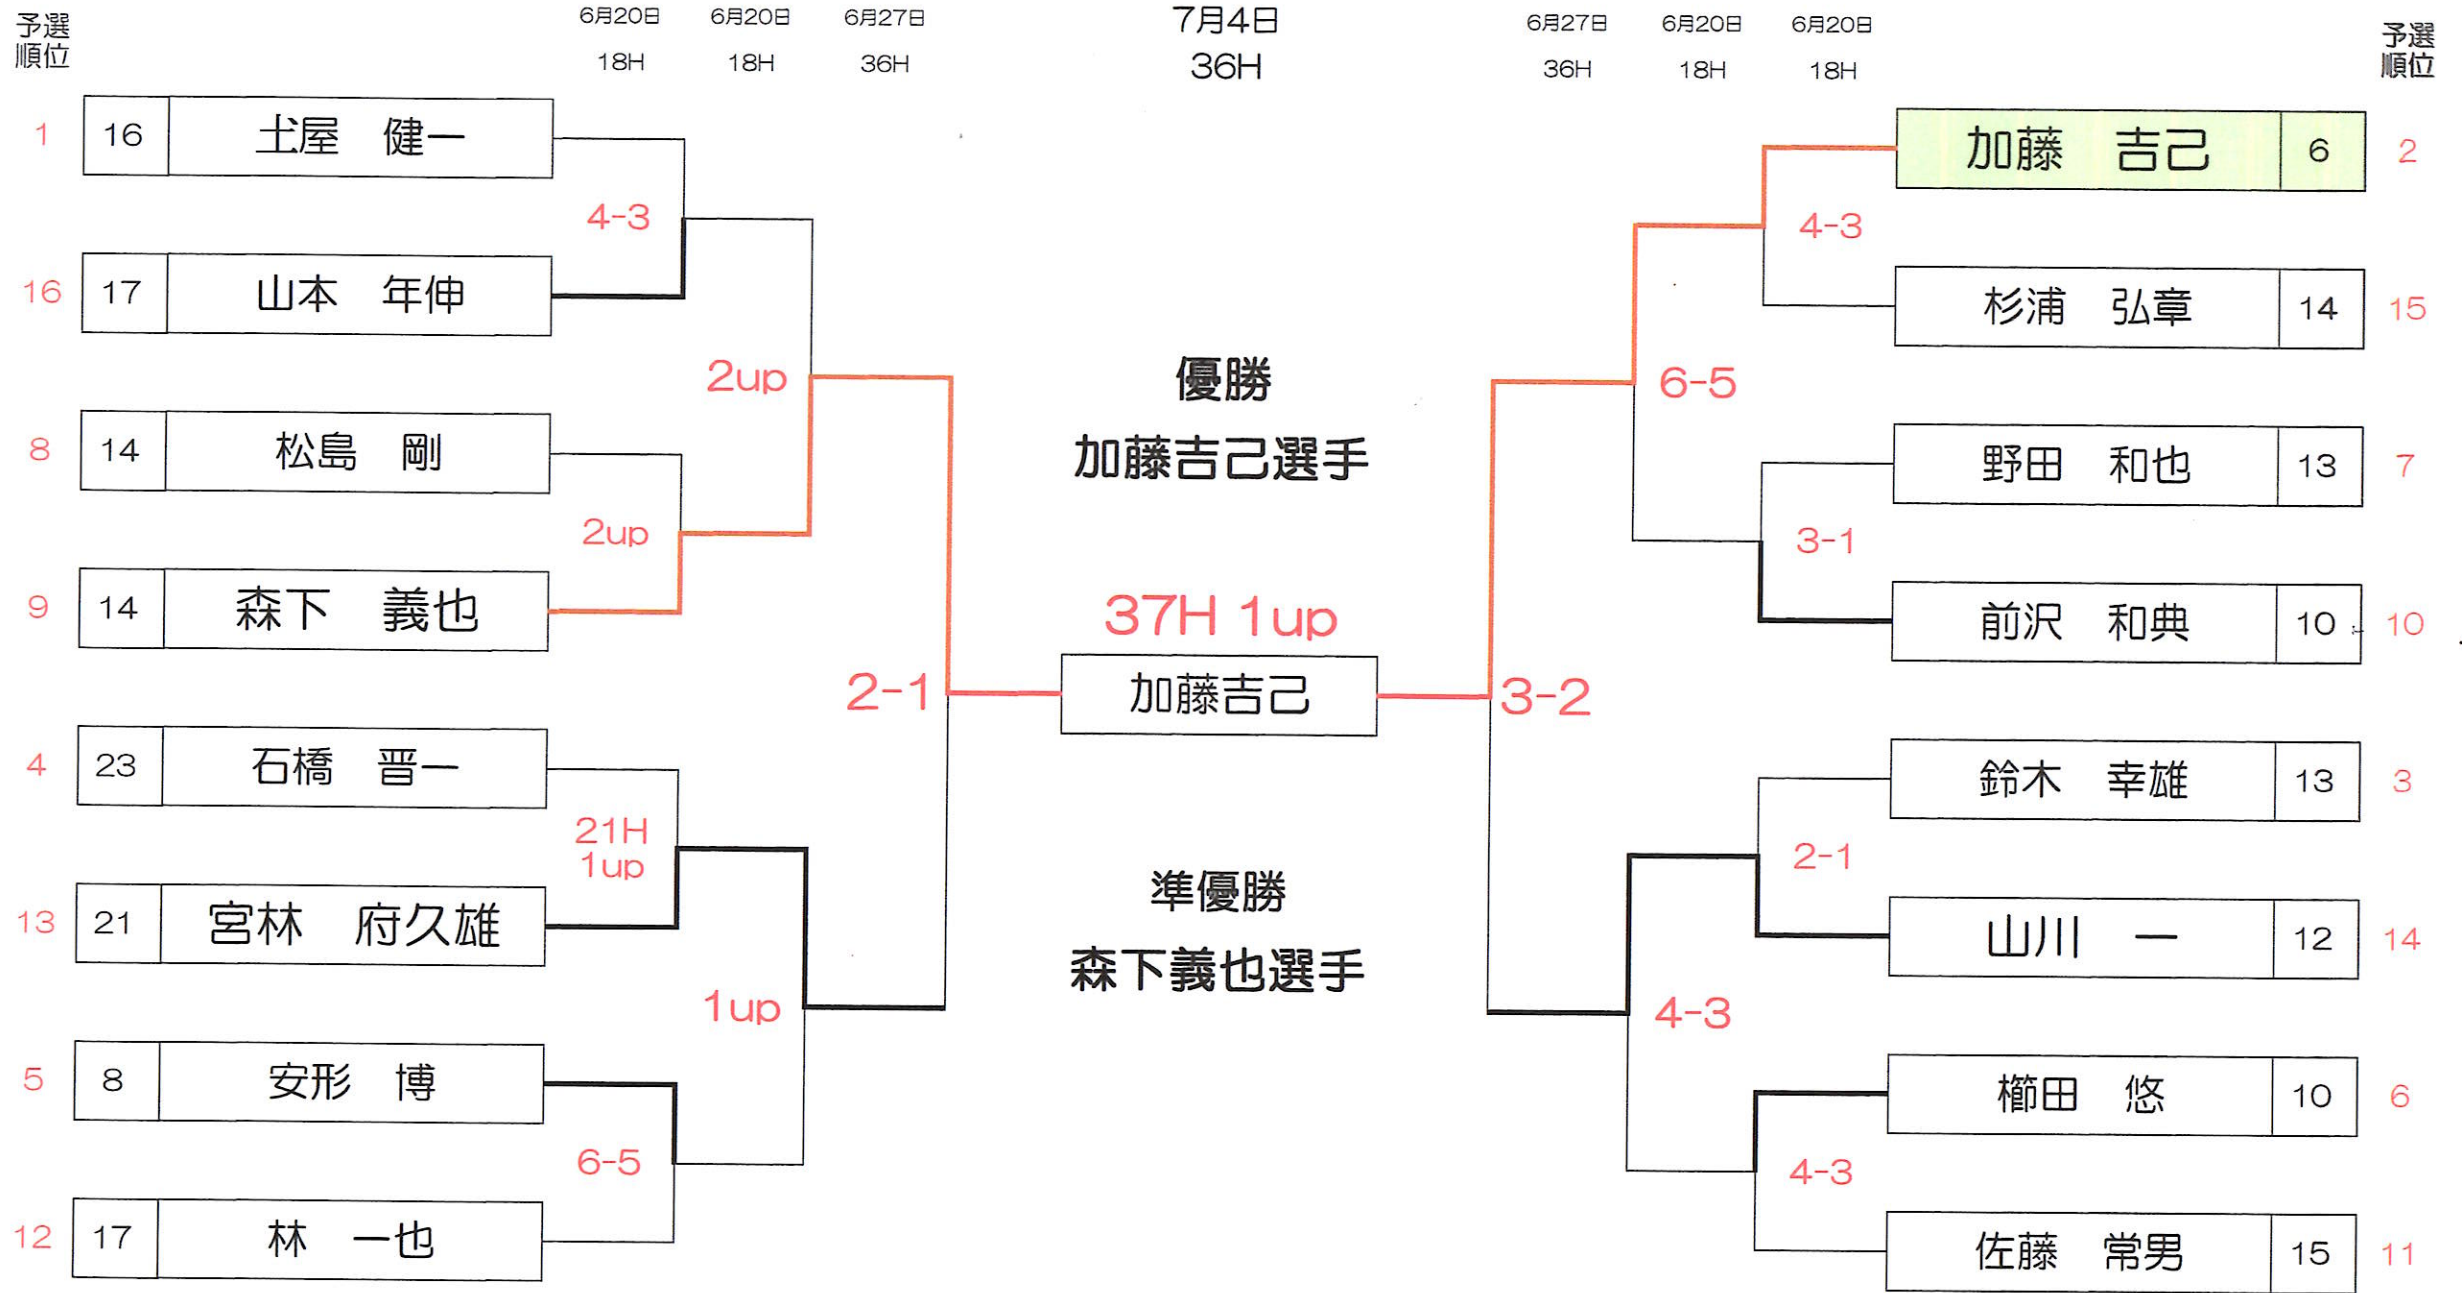 予選
順位
6月20日 6月20日 6月27日 7月4日 6月27日 6月20日 6月20日
18H 18H 36H 36H 36H 18H 18H
予選
順位
1 16 土屋 健一
4-3
16 17 山本 年伸
2up
8 14 松島 剛
2up
9 14 森下 義也
2-1
4 23 石橋 晋一
21H
1up
13 21 宮林 府久雄
1up
5 8 安形 博
6-5
12 17 林 一也
優勝
加藤吉己選手
37H 1up
加藤吉己
準優勝
森下義也選手
加藤 吉己 6 2
4-3
杉浦 弘章 14 15
6-5
野田 和也 13 7
3-1
前沢 和典 10 10
3-2
鈴木 幸雄 13 3
2-1
山川 一 12 14
4-3
櫛田 悠 10 6
4-3
佐藤 常男 15 11